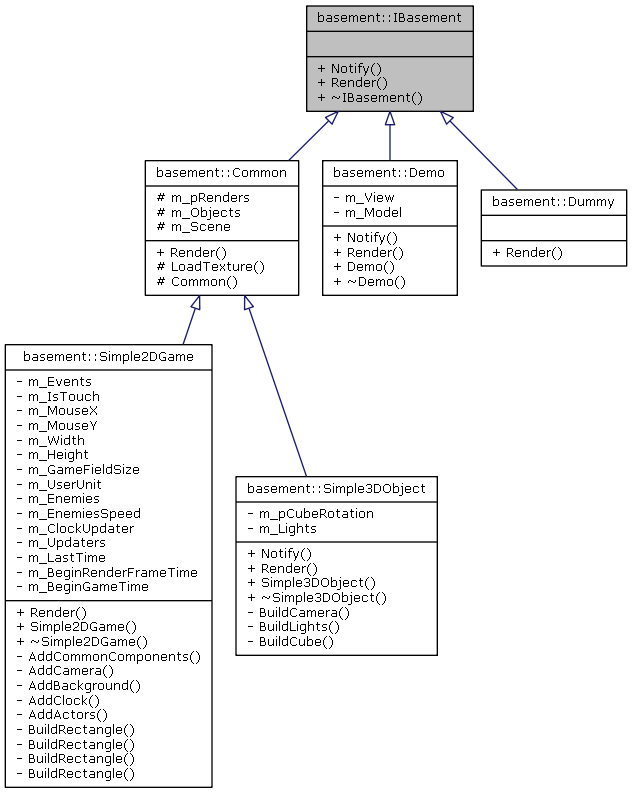 basement::IBasement
+ Notify()
+ Render()
+ ~IBasement()
basement::Common
# m_pRenders
# m_Objects
# m_Scene
+ Render()
# LoadTexture()
# Common()
basement::Demo
- m_View
- m_Model
+ Notify()
+ Render()
+ Demo()
+ ~Demo()
basement::Dummy
+ Render()
basement::Simple2DGame
- m_Events
- m_IsTouch
- m_MouseX
- m_MouseY
- m_Width
- m_Height
- m_GameFieldSize
- m_UserUnit
- m_Enemies
- m_EnemiesSpeed
- m_ClockUpdater
- m_Updaters
- m_LastTime
- m_BeginRenderFrameTime
- m_BeginGameTime
+ Render()
+ Simple2DGame()
+ ~Simple2DGame()
- AddCommonComponents()
- AddCamera()
- AddBackground()
- AddClock()
- AddActors()
- BuildRectangle()
- BuildRectangle()
- BuildRectangle()
- BuildRectangle()
basement::Simple3DObject
- m_pCubeRotation
- m_Lights
+ Notify()
+ Render()
+ Simple3DObject()
+ ~Simple3DObject()
- BuildCamera()
- BuildLights()
- BuildCube()